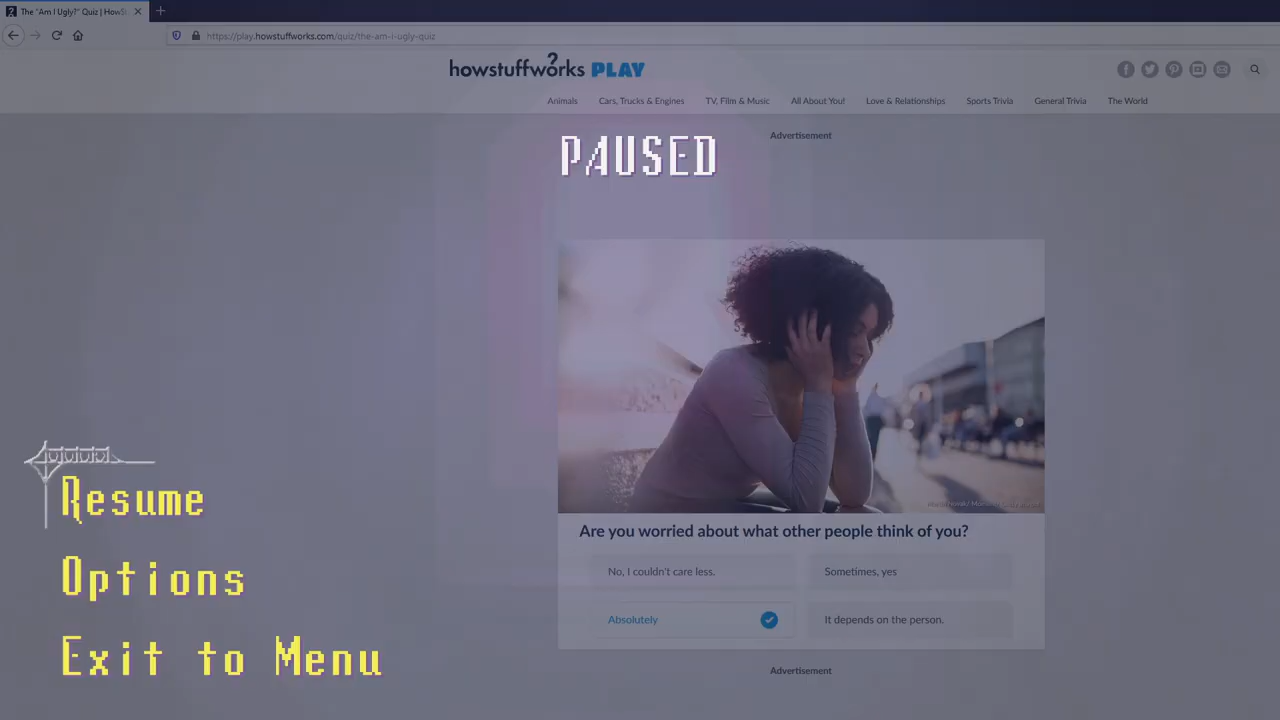 The "Am I Ugly?" Quiz | HowS
https://play.howstuffworks.com/quiz/the-am-i-ugly-quiz
howstuffworks PLAY
Animals Cars, Trucks & Engines TV, Film & Music All About You! Love & Relationships Sports Trivia General Trivia The World
Advertisement
PAUSED
Are you worried about what other people think of you?
No, I couldn't care less. Sometimes, yes
Absolutely It depends on the person.
Advertisement
Resume
Options
Exit to Menu